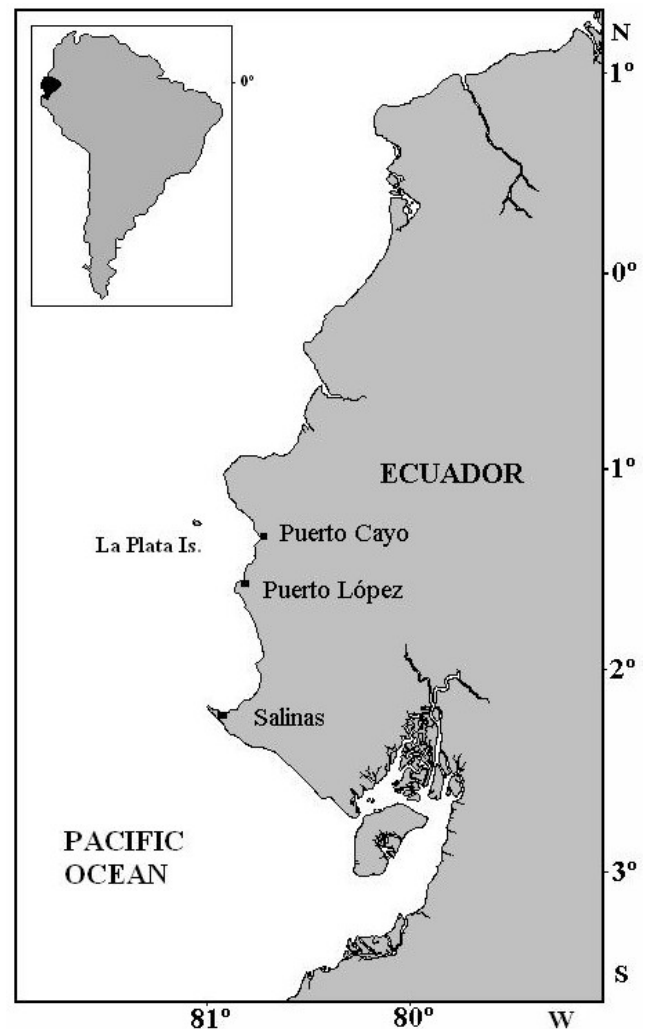 N
0°
1°
0°
1°
ECUADOR
Puerto Cayo
La Plata Is.
Puerto López
2°
Salinas
PACIFIC
OCEAN
3°
S
81°
80°
W